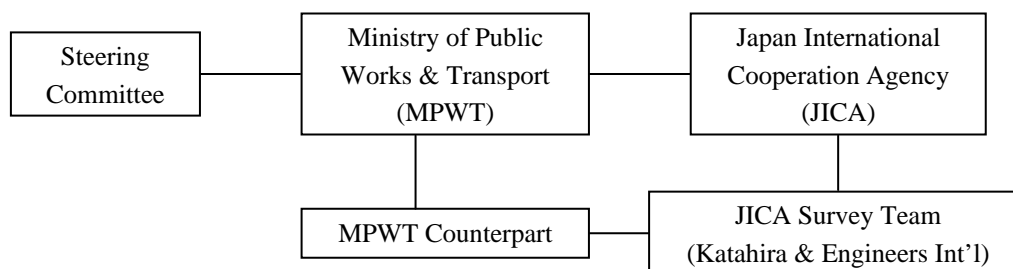 Steering
Committee
Ministry of Public
Works & Transport
(MPWT)
Japan International
Cooperation Agency
(JICA)
MPWT Counterpart
JICA Survey Team
(Katahira & Engineers Int’l)